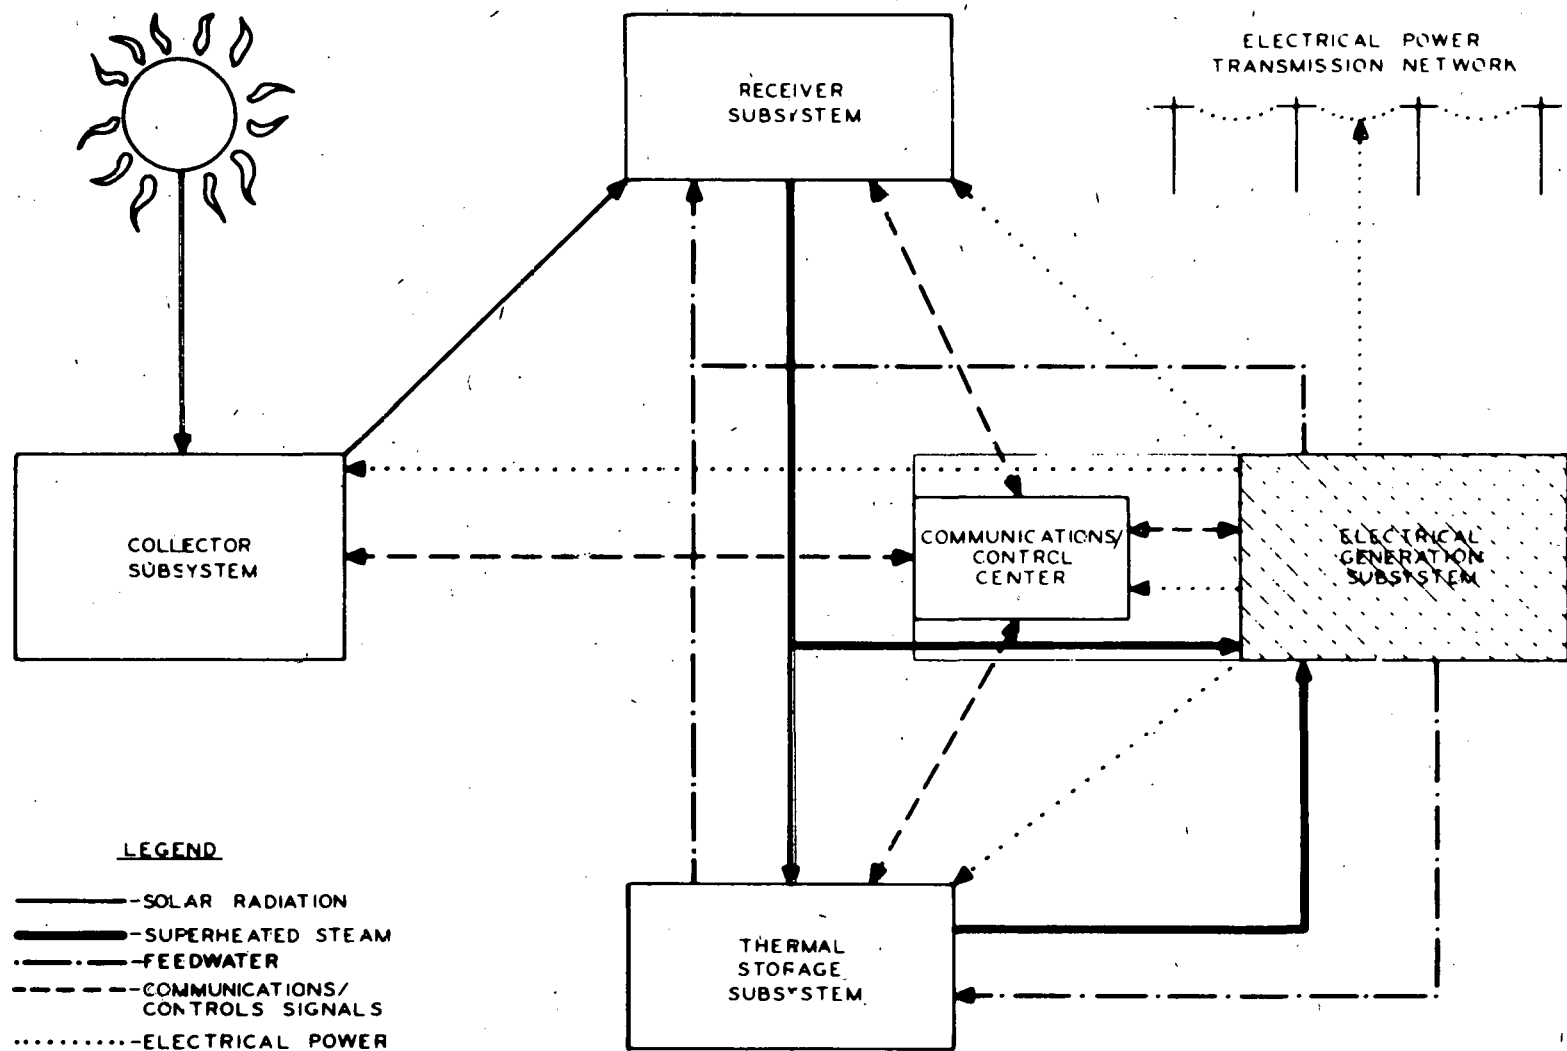 RECEIVER
SUBSYSTEM
ELECTRICAL POWER
TRANSMISSION NETWORK
COLLECTOR
SUBSYSTEM
COMMUNICATIONS/
CONTROL
CENTER
ELECTRICAL
GENERATION
SUBSYSTEM
THERMAL
STORAGE
SUBSYSTEM
LEGEND
-SOLAR RADIATION
-SUPERHEATED STEAM
-FEEDWATER
-COMMUNICATIONS/
CONTROLS SIGNALS
-ELECTRICAL POWER